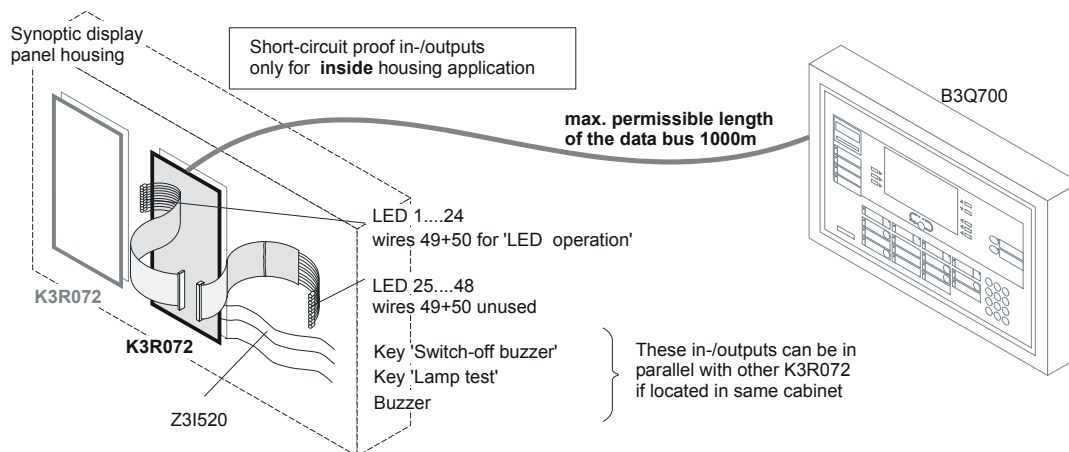 Synoptic display
panel housing
Short-circuit proof in-/outputs
only for inside housing application
B3Q700
max. permissible length
of the data bus 1000m
LED 1....24
wires 49+50 for 'LED operation'
LED 25....48
wires 49+50 unused
K3R072
K3R072
Key 'Switch-off buzzer'
Key 'Lamp test'
Buzzer
These in-/outputs can be in
parallel with other K3R072
if located in same cabinet
Z3I520